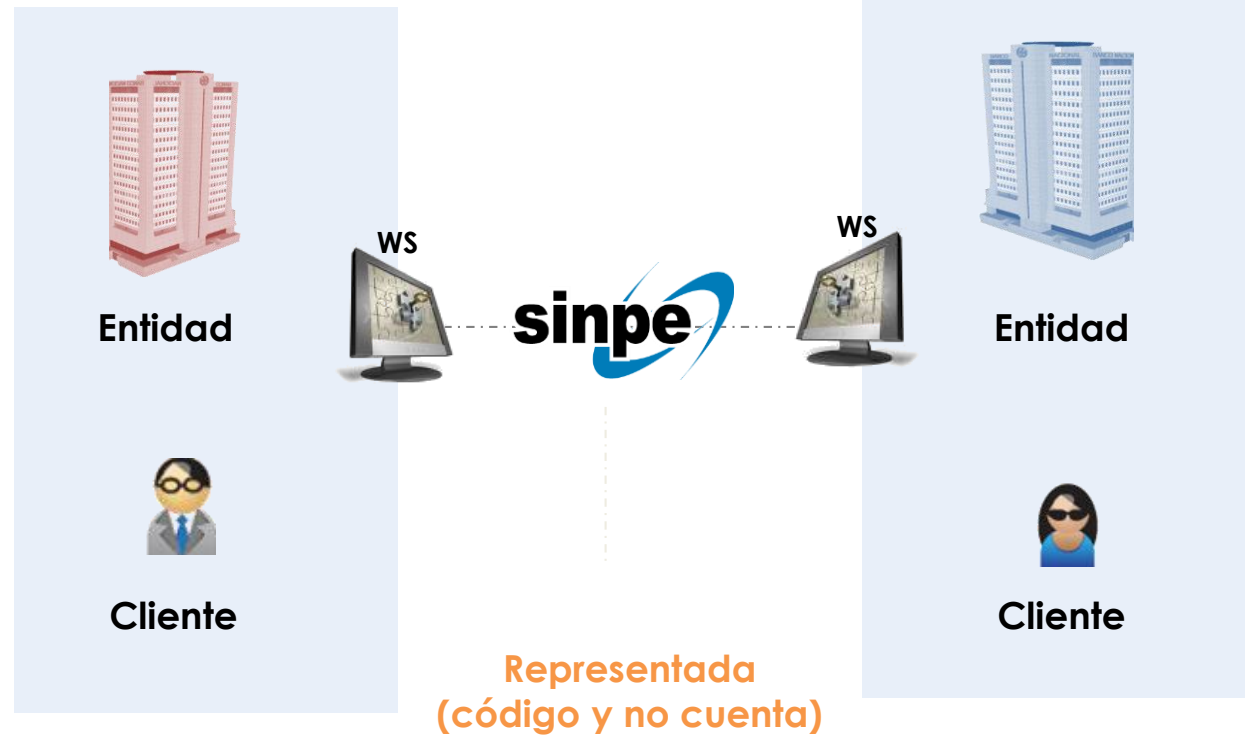 WS
WS
sinpe
Entidad
Entidad
Cliente
Cliente
Representada
(código y no cuenta)